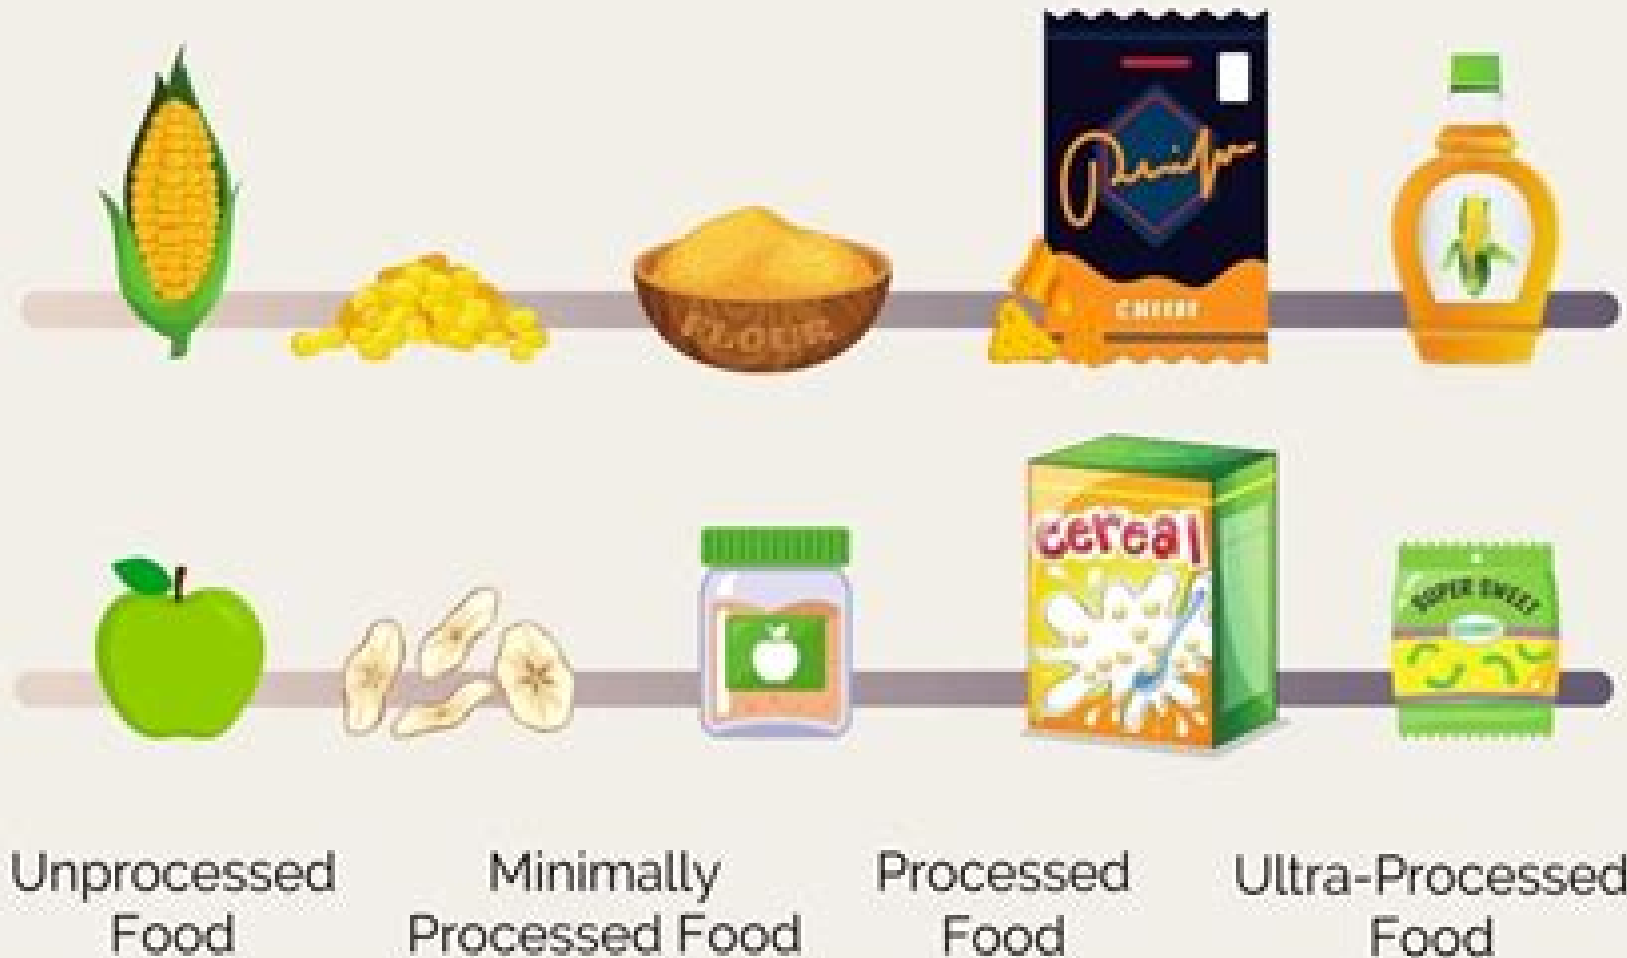 FLOUR
CHEESE
cereal
SUPER SWEET
Unprocessed
Food
Minimally
Processed Food
Processed
Food
Ultra-Processed
Food